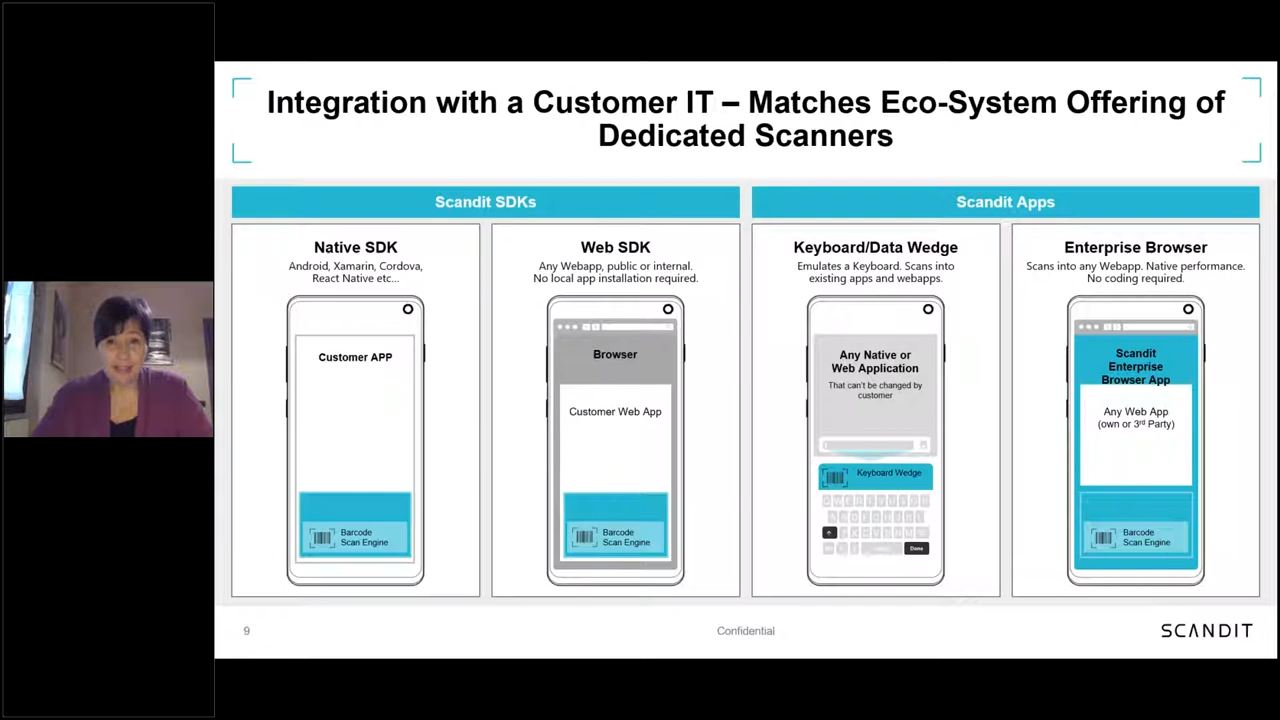 Integration with a Customer IT – Matches Eco-System Offering of
Dedicated Scanners
Scandit SDKs
Scandit Apps
Native SDK
Android, Xamarin, Cordova,
React Native etc...
Customer APP
Barcode
Scan Engine
Web SDK
Any Webapp, public or internal.
No local app installation required.
Browser
Customer Web App
Barcode
Scan Engine
Keyboard/Data Wedge
Emulates a Keyboard. Scans into
existing apps and webapps.
Any Native or
Web Application
That can't be changed by
customer
Keyboard Wedge
Done
Enterprise Browser
Scans into any Webapp. Native performance.
No coding required.
Scandit
Enterprise
Browser App
Any Web App
(own or 3rd Party)
Barcode
Scan Engine
9
Confidential
SCANDIT